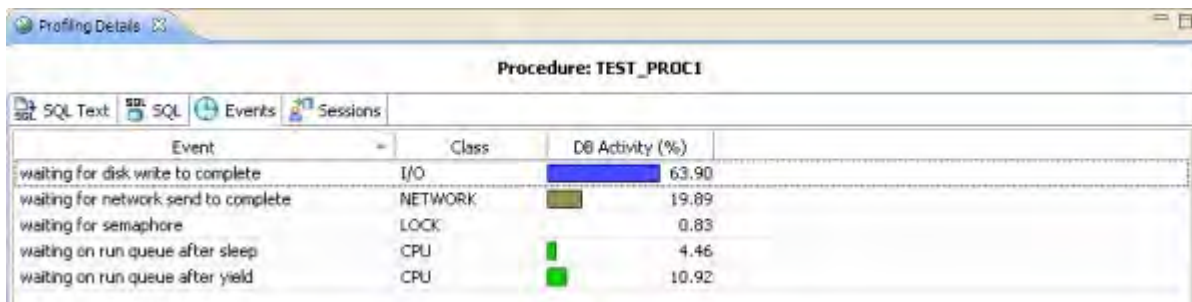 Profiling Details
Procedure: TEST_PROC1
SQL Text SQL Events Sessions
Event Class DB Activity (%)
waiting for disk write to complete I/O 63.90
waiting for network send to complete NETWORK 19.89
waiting for semaphore LOCK 0.83
waiting on run queue after sleep CPU 4.46
waiting on run queue after yield CPU 10.92